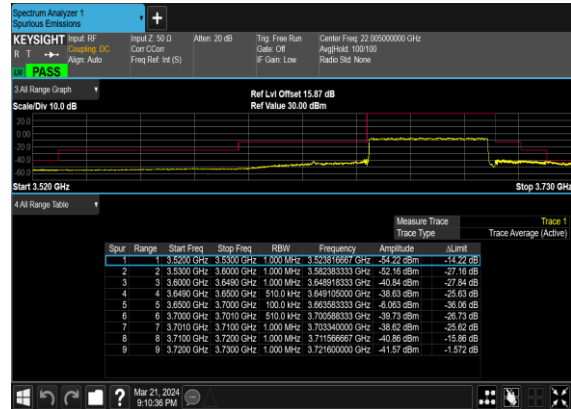 Spectrum Analyzer 1
Spurious Emissions
+
KEYSIGHT Input: RF Input Z: 50 Ω Atten: 20 dB Trig: Free Run Center Freq: 22.005000000 GHz
R T Coupling: DC Corr CCorr Gate: Off Avg|Hold: 100/100
Align: Auto Freq Ref: Int (S) IF Gain: Low Radio Std: None
PASS
3 All Range Graph
Ref Lvl Offset 15.87 dB
Scale/Div 10.0 dB Ref Value 30.00 dBm
20.0
0.00
-20.0
-40.0
-60.0
Start 3.520 GHz Stop 3.730 GHz
4 All Range Table
Measure Trace Trace 1
Trace Type Trace Average (Active)
Spur Range Start Freq Stop Freq RBW Frequency Amplitude ΔLimit
1 1 3.5200 GHz 3.5300 GHz 1.000 MHz 3.523816667 GHz -54.22 dBm -14.22 dB
2 2 3.5300 GHz 3.6000 GHz 1.000 MHz 3.582383333 GHz -52.16 dBm -27.16 dB
3 3 3.6000 GHz 3.6490 GHz 1.000 MHz 3.648918333 GHz -40.84 dBm -27.84 dB
4 4 3.6490 GHz 3.6500 GHz 510.0 kHz 3.649105000 GHz -38.63 dBm -25.63 dB
5 5 3.6500 GHz 3.7000 GHz 100.0 kHz 3.663583333 GHz -6.063 dBm -36.06 dB
6 6 3.7000 GHz 3.7010 GHz 510.0 kHz 3.700588333 GHz -39.73 dBm -26.73 dB
7 7 3.7010 GHz 3.7100 GHz 1.000 MHz 3.703340000 GHz -38.62 dBm -25.62 dB
8 8 3.7100 GHz 3.7200 GHz 1.000 MHz 3.711566667 GHz -40.86 dBm -15.86 dB
9 9 3.7200 GHz 3.7300 GHz 1.000 MHz 3.721600000 GHz -41.57 dBm -1.572 dB
? Mar 21, 2024
9:10:36 PM